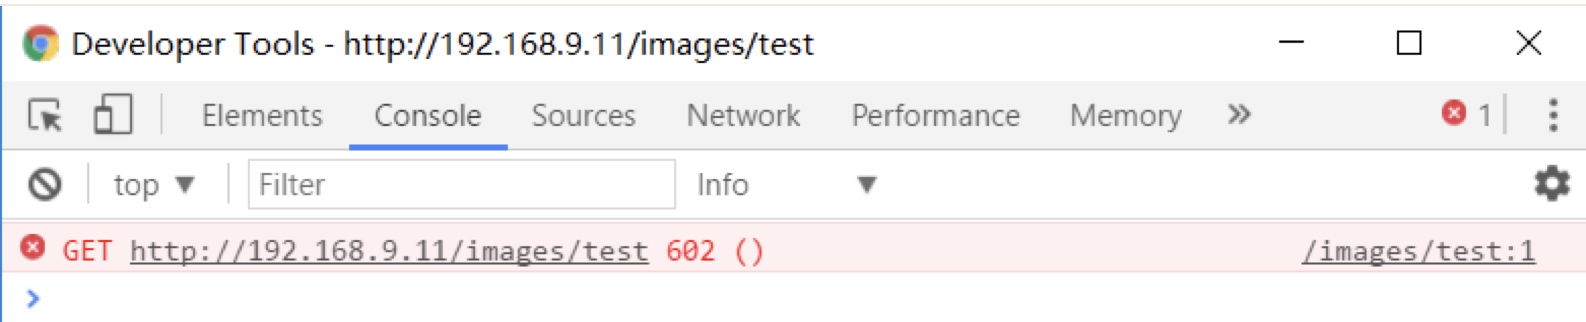 Developer Tools - http://192.168.9.11/images/test
Elements Console Sources Network Performance Memory » 1
top Filter Info
GET http://192.168.9.11/images/test 602 () /images/test:1